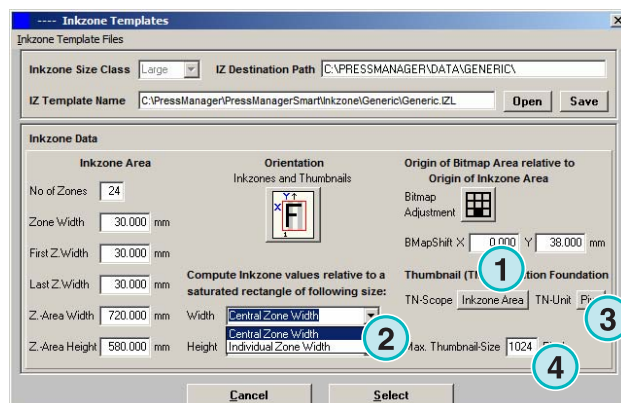 ---- Inkzone Templates
Inkzone Template Files
Inkzone Size Class Large IZ Destination Path C:\PRESSMANAGER\DATA\GENERIC\
IZ Template Name C:\PressManager\PressManagerSmart\Inkzone\Generic\Generic.IZL Open Save
Inkzone Data
Inkzone Area
No of Zones 24
Zone Width 30.000 mm
First Z.Width 30.000 mm
Last Z.Width 30.000 mm
Z.-Area Width 720.000 mm
Z.-Area Height 580.000 mm
Orientation
Inkzones and Thumbnails
Y
X F
1
Compute Inkzone values relative to a
saturated rectangle of following size:
Width Central Zone Width
Central Zone Width
Height Individual Zone Width
2
Origin of Bitmap Area relative to
Origin of Inkzone Area
Bitmap
Adjustment
BMapShift X 0.000 Y 38.000 mm
1
Thumbnail Foundation
TN-Scope Inkzone Area TN-Unit
3
Max. Thumbnail-Size 1024
4
Cancel Select